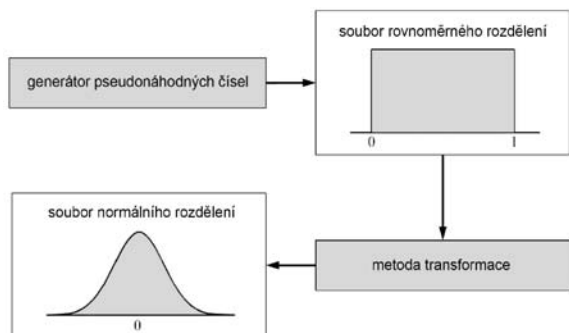 generátor pseudonáhodných čísel
soubor rovnoměrného rozdělení
0 1
metoda transformace
soubor normálního rozdělení
0